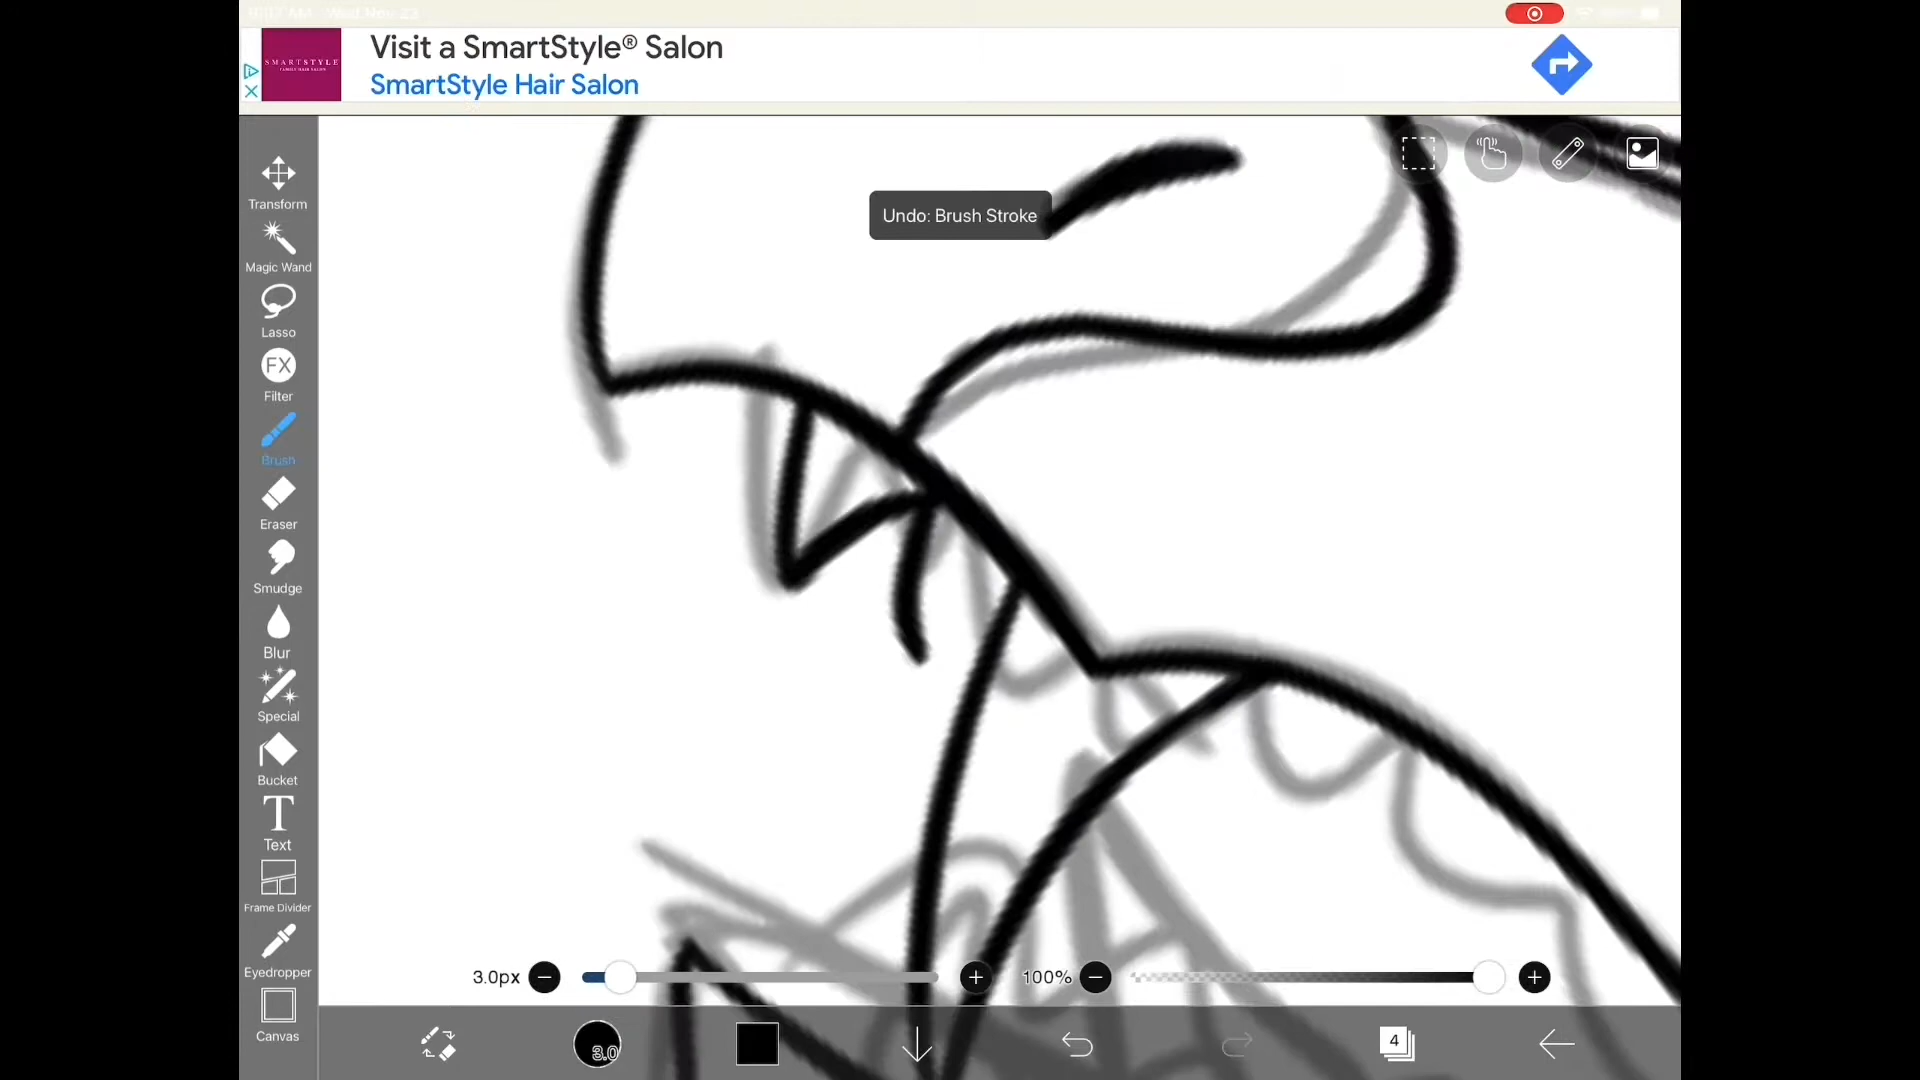 Visit a SmartStyle® Salon
SMARTSTYLE
SmartStyle Hair Salon
Undo: Brush Stroke
Transform
Magic Wand
Lasso
FX
Filter
Brush
Eraser
Smudge
Blur
Special
Bucket
T
Text
Frame Divider
Eyedropper
Canvas
3.0px
100%
3.0
4